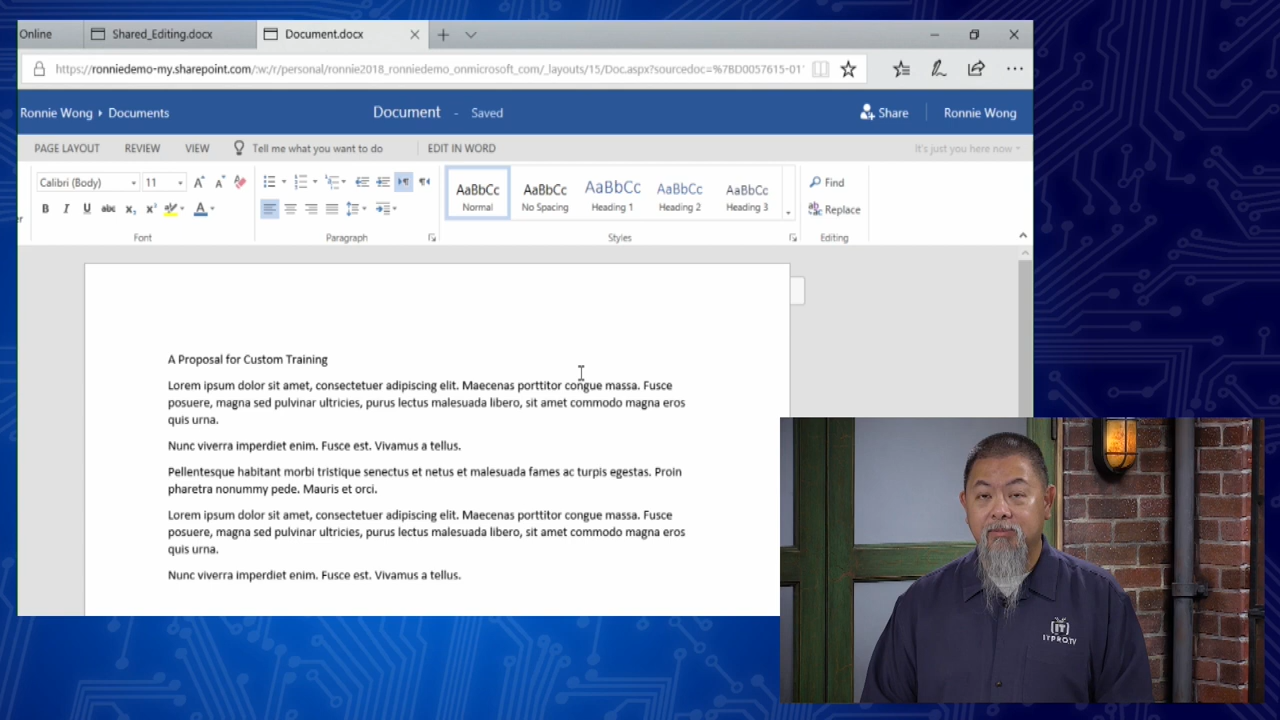 Online Shared_Editing.docx Document.docx
https://ronniedemo-my.sharepoint.com/:w:/r/personal/ronnie2018_ronniedemo_onmicrosoft_com/_layouts/15/Doc.aspx?sourcedoc=%7BD0057615-01
Ronnie Wong Documents Document - Saved Share Ronnie Wong
PAGE LAYOUT REVIEW VIEW Tell me what you want to do EDIT IN WORD It's just you here now
Calibri (Body) 11 AaBbCc AaBbCc AaBbCc AaBbCc AaBbCc Find
B I U abc Normal No Spacing Heading 1 Heading 2 Heading 3 Replace
Font Paragraph Styles Editing
A Proposal for Custom Training
Lorem ipsum dolor sit amet, consectetuer adipiscing elit. Maecenas porttitor congue massa. Fusce
posuere, magna sed pulvinar ultricies, purus lectus malesuada libero, sit amet commodo magna eros
quis urna.
Nunc viverra imperdiet enim. Fusce est. Vivamus a tellus.
Pellentesque habitant morbi tristique senectus et netus et malesuada fames ac turpis egestas. Proin
pharetra nonummy pede. Mauris et orci.
Lorem ipsum dolor sit amet, consectetuer adipiscing elit. Maecenas porttitor congue massa. Fusce
posuere, magna sed pulvinar ultricies, purus lectus malesuada libero, sit amet commodo magna eros
quis urna.
Nunc viverra imperdiet enim. Fusce est. Vivamus a tellus.
IT
ITPRO.TV